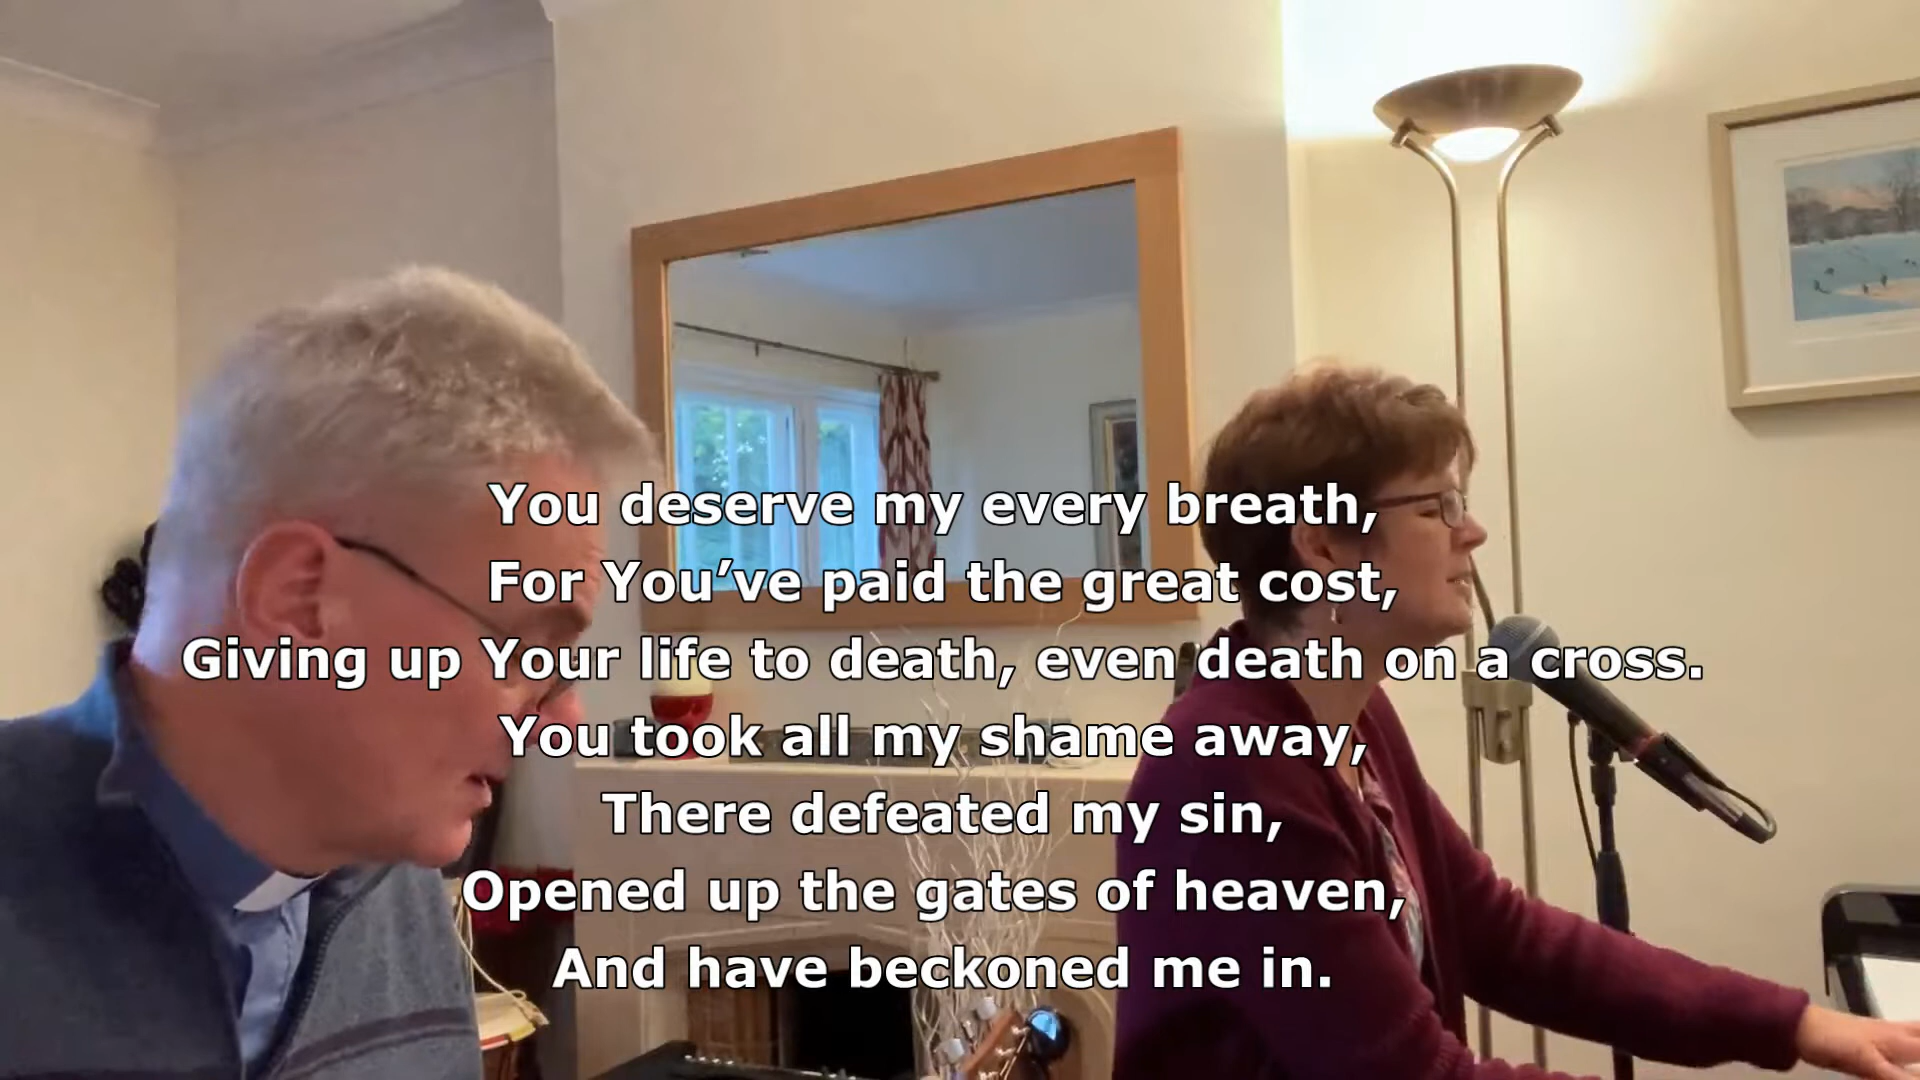 You deserve my every breath,
For You’ve paid the great cost,
Giving up Your life to death, even death on a cross.
You took all my shame away,
There defeated my sin,
Opened up the gates of heaven,
And have beckoned me in.